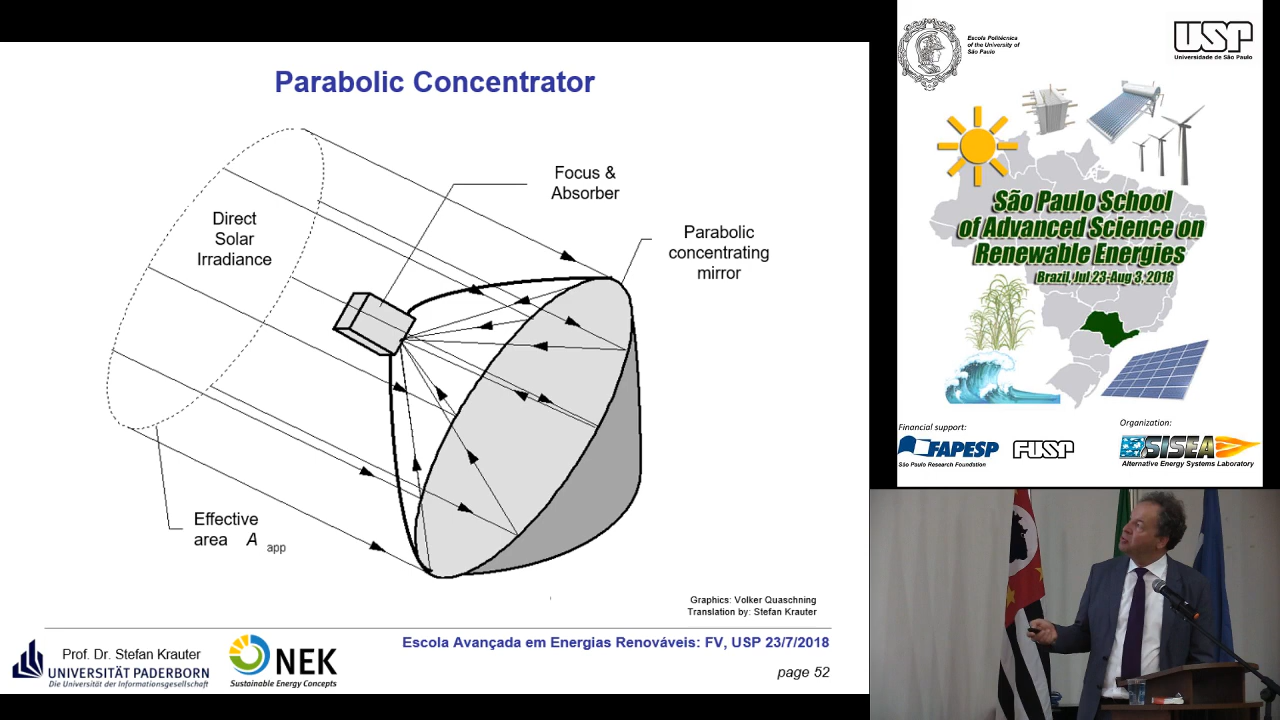 Parabolic Concentrator
Focus &
Absorber
Direct
Solar
Irradiance
Parabolic
concentrating
mirror
Effective
area A app
Graphics: Volker Quaschning
Translation by: Stefan Krauter
Escola Avançada em Energias Renováveis: FV, USP 23/7/2018
page 52
Prof. Dr. Stefan Krauter
UNIVERSITÄT PADERBORN
Die Universität der Informationsgesellschaft
NEK
Sustainable Energy Concepts
Escola Politécnica
of the University of
São Paulo
USP
Universidade de São Paulo
São Paulo School
of Advanced Science on
Renewable Energies
Brazil, Jul 23-Aug 3, 2018
Financial support:
FAPESP
São Paulo Research Foundation
FUSP
Organization:
SISEA
Alternative Energy Systems Laboratory